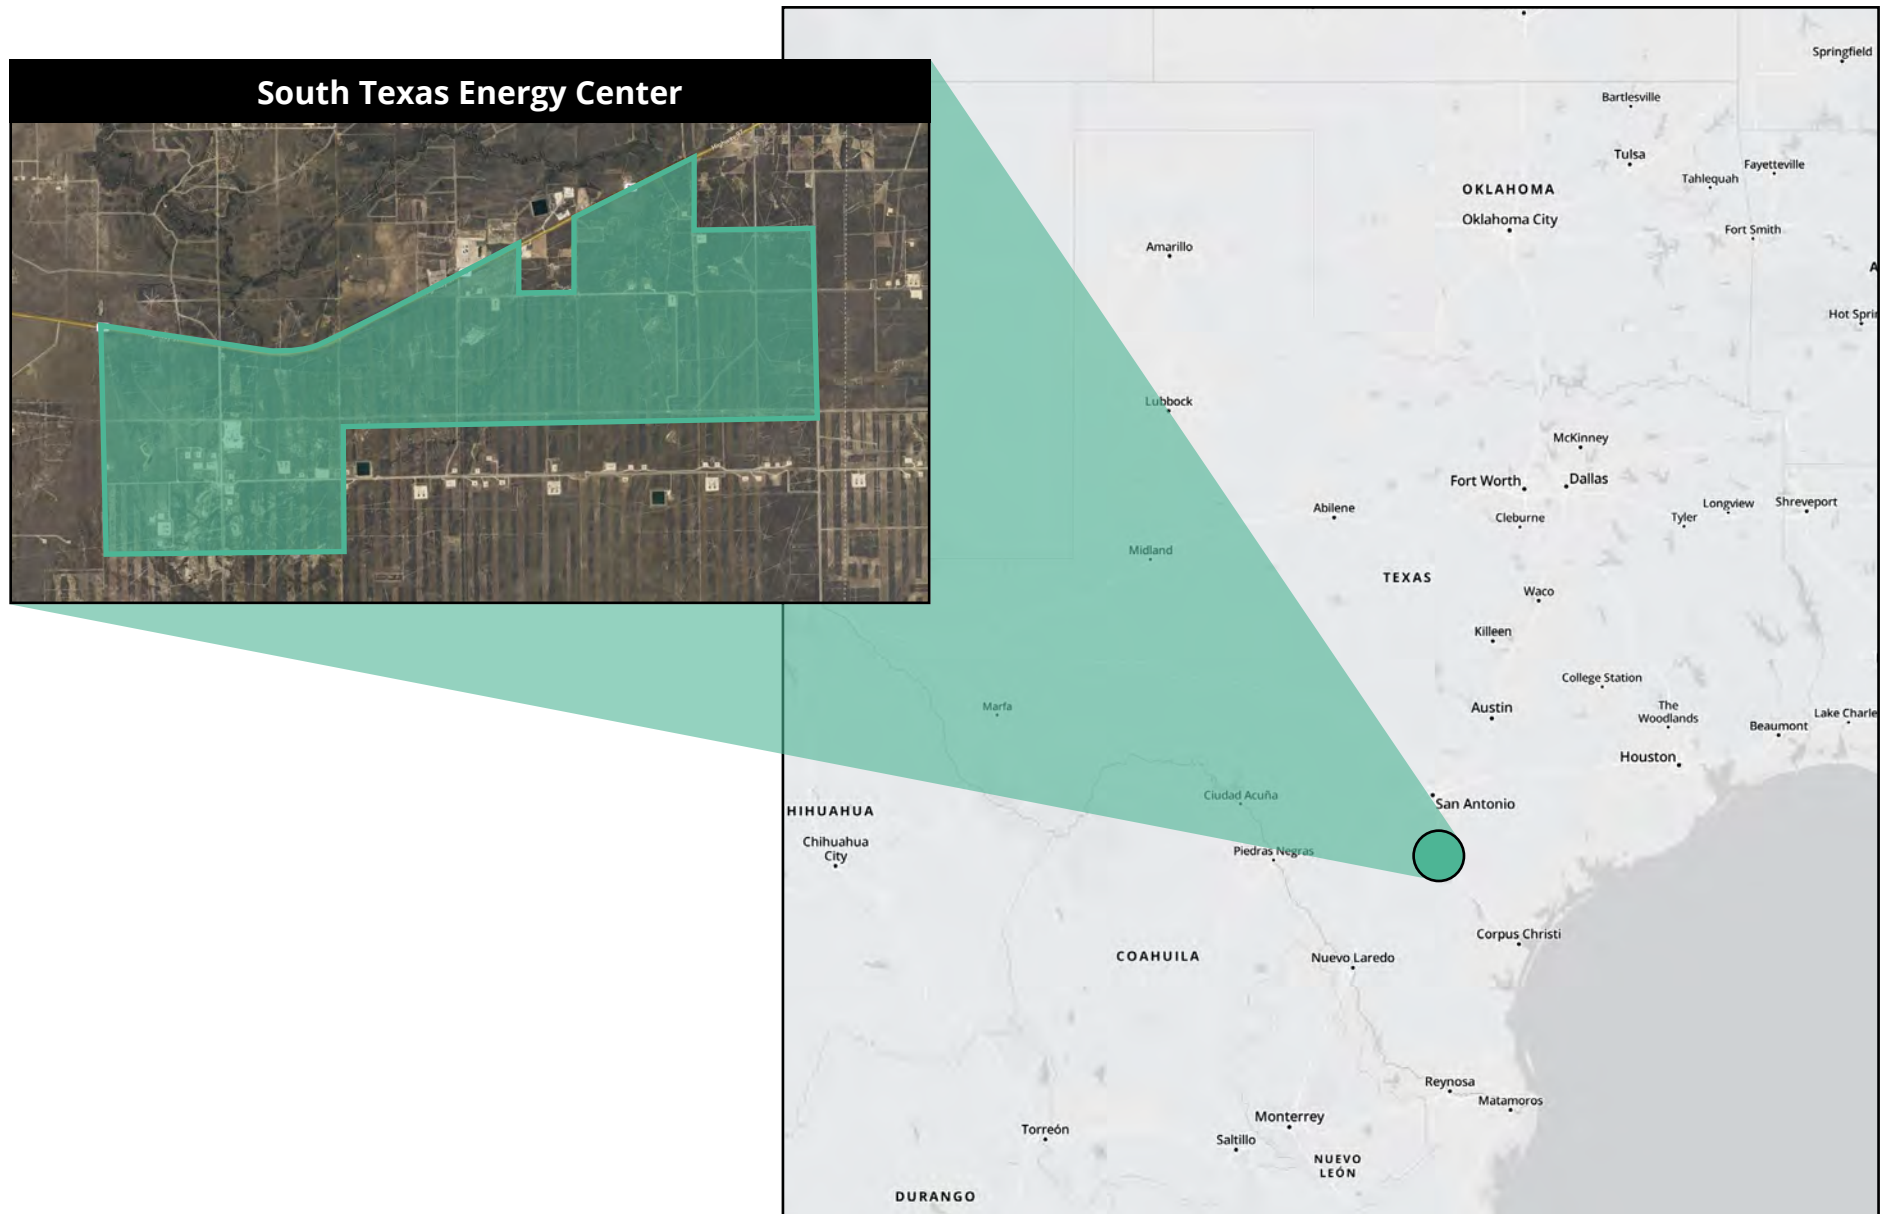 South Texas Energy Center
Springfield
Bartlesville
Tulsa
Fayetteville
Tahlequah
OKLAHOMA
Oklahoma City
Fort Smith
Amarillo
A
Hot Sprin
Lubbock
McKinney
Fort Worth
Dallas
Abilene
Longview
Shreveport
Cleburne
Tyler
Midland
TEXAS
Waco
Killeen
College Station
Marfa
Austin
The
Woodlands
Lake Charle
Beaumont
Houston
Ciudad Acuña
San Antonio
HIHUAHUA
Chihuahua
City
Piedras Negras
Corpus Christi
COAHUILA
Nuevo Laredo
Reynosa
Matamoros
Monterrey
Torreón
Saltillo
NUEVO
LEÓN
DURANGO